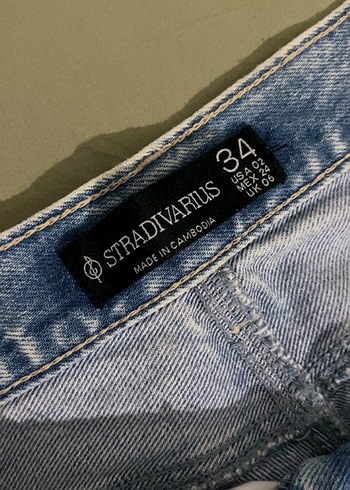 STRADIVARIUS
MADE IN CAMBODIA
34
USA 02
MEX 24
UK 06